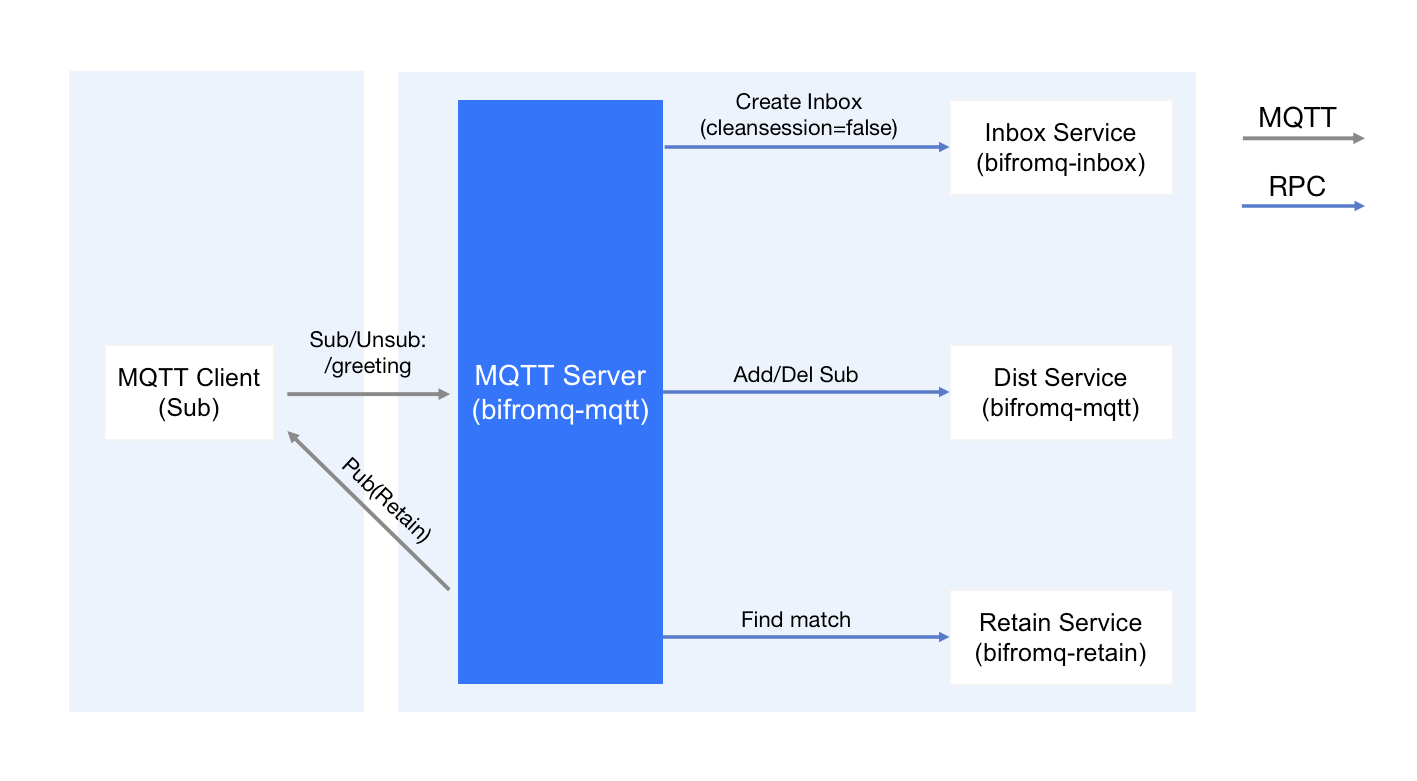 Create Inbox
(cleansession=false)
Inbox Service
(bifromq-inbox)
MQTT
RPC
Sub/Unsub:
/greeting
MQTT Client
(Sub)
MQTT Server
(bifromq-mqtt)
Add/Del Sub
Dist Service
(bifromq-mqtt)
Pub(Retain)
Find match
Retain Service
(bifromq-retain)